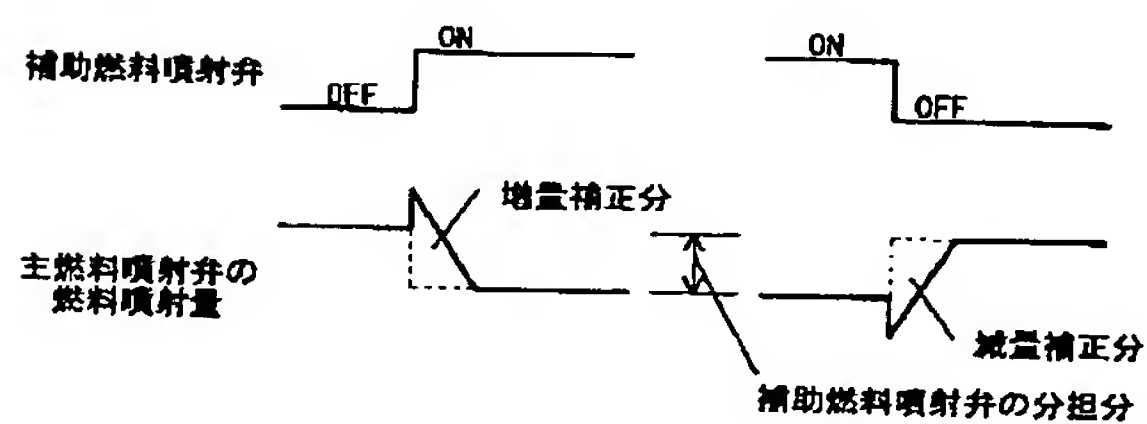 補助燃料噴射弁
OFF
ON
ON
OFF
増量補正分
主燃料噴射弁の
燃料噴射量
減量補正分
補助燃料噴射弁の分担分